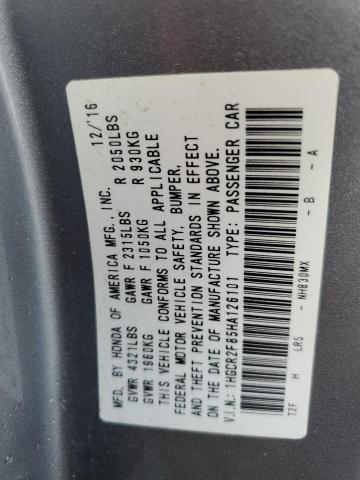 MFD. BY HONDA OF AMERICA MFG., INC. 12/'16
GVWR 4321LBS GAWR F 2315LBS R 2050LBS
GVWR 1960KG GAWR F 1050KG R 930KG
THIS VEHICLE CONFORMS TO ALL APPLICABLE
FEDERAL MOTOR VEHICLE SAFETY, BUMPER,
AND THEFT PREVENTION STANDARDS IN EFFECT
ON THE DATE OF MANUFACTURE SHOWN ABOVE.
V.I.N.: 1HGCR2F85HA126101 TYPE: PASSENGER CAR
T2F H LR5 - NH830MX - B - A